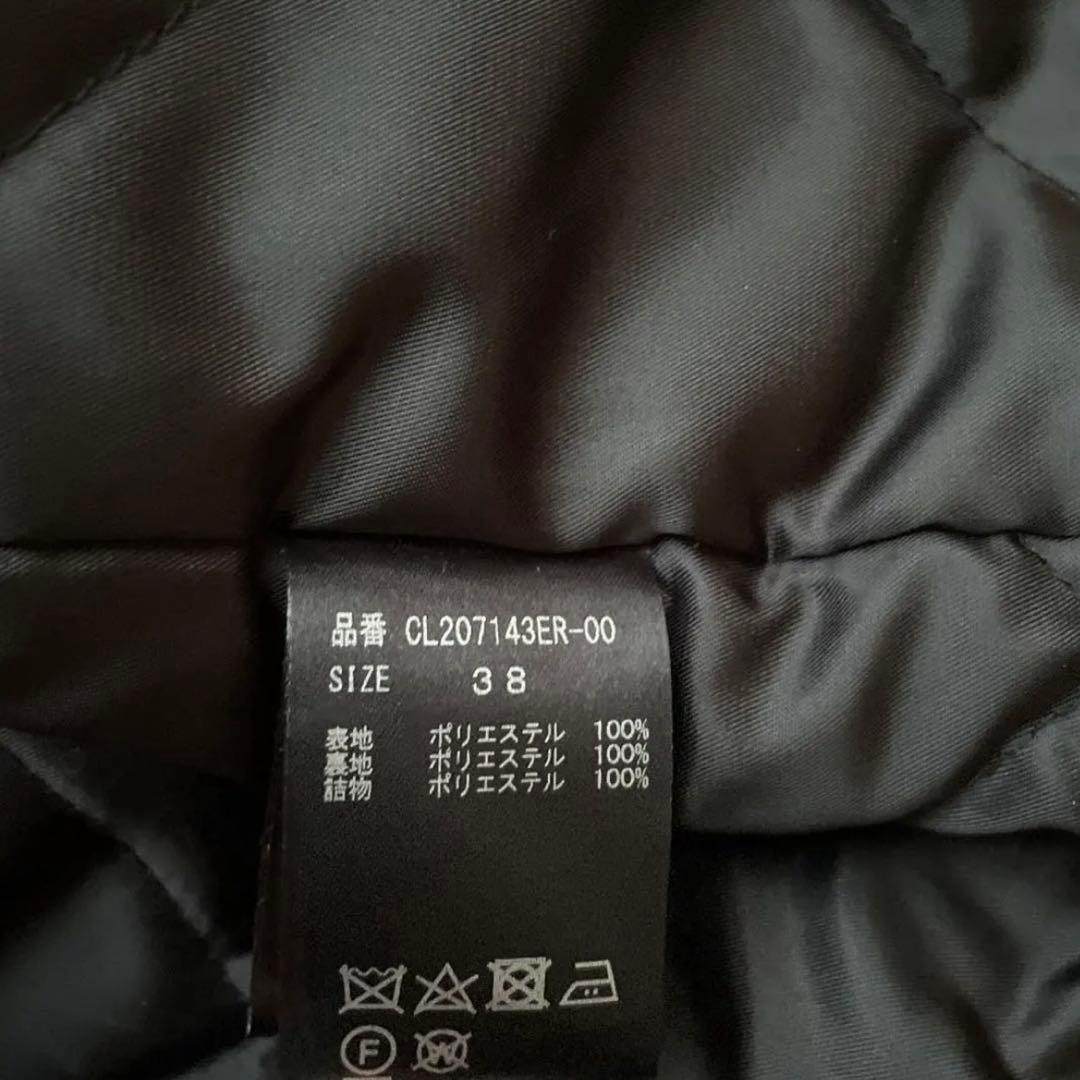 品番 CL207143ER-00
SIZE 38
表地 ポリエステル 100%
裏地 ポリエステル 100%
詰物 ポリエステル 100%
F
W